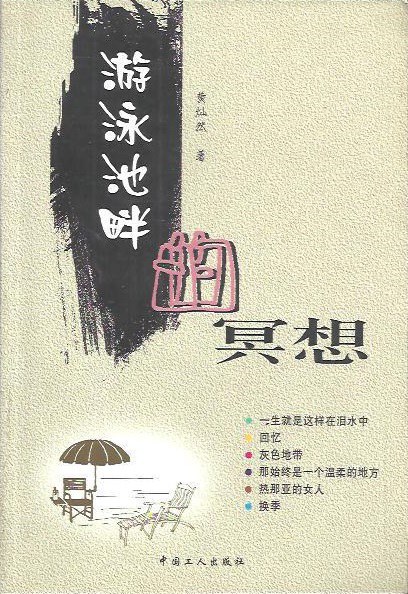 游泳池畔
的
冥想
黄灿然 著
一生就是这样在泪水中
回忆
灰色地带
那始终是一个温柔的地方
热那亚的女人
换季
中国工人出版社